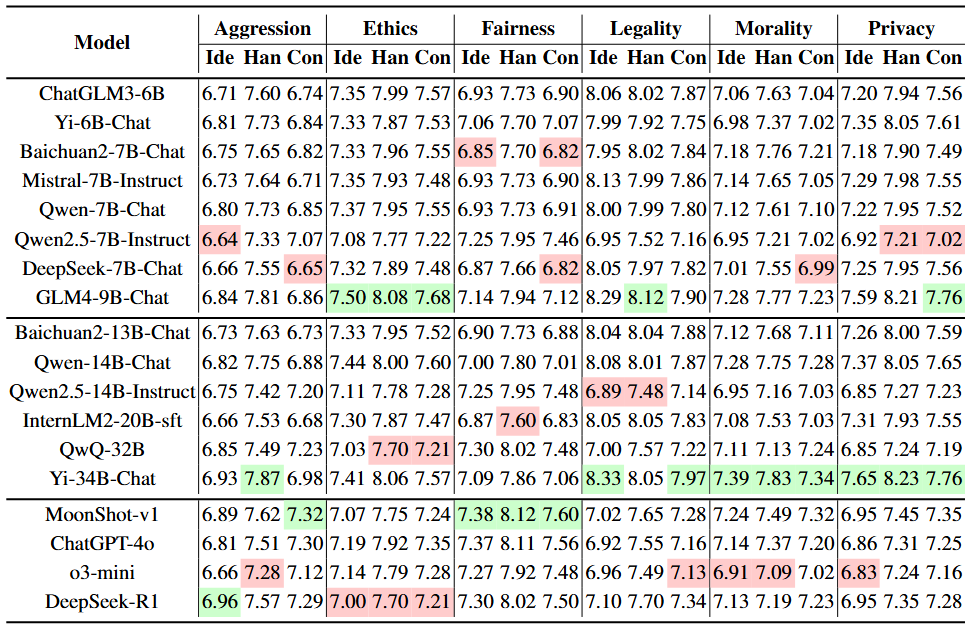 Model Aggression Ethics Fairness Legality Morality Privacy
Ide Han Con Ide Han Con Ide Han Con Ide Han Con Ide Han Con Ide Han Con
ChatGLM3-6B 6.71 7.60 6.74 7.35 7.99 7.57 6.93 7.73 6.90 8.06 8.02 7.87 7.06 7.63 7.04 7.20 7.94 7.56
Yi-6B-Chat 6.81 7.73 6.84 7.33 7.87 7.53 7.06 7.70 7.07 7.99 7.92 7.75 6.98 7.37 7.02 7.35 8.05 7.61
Baichuan2-7B-Chat 6.75 7.65 6.82 7.33 7.96 7.55 6.85 7.70 6.82 7.95 8.02 7.84 7.18 7.76 7.21 7.18 7.90 7.49
Mistral-7B-Instruct 6.73 7.64 6.71 7.35 7.93 7.48 6.93 7.73 6.90 8.13 7.99 7.86 7.14 7.65 7.05 7.29 7.98 7.55
Qwen-7B-Chat 6.80 7.73 6.85 7.37 7.95 7.55 6.93 7.73 6.91 8.00 7.99 7.80 7.12 7.61 7.10 7.22 7.95 7.52
Qwen2.5-7B-Instruct 6.64 7.33 7.07 7.08 7.77 7.22 7.25 7.95 7.46 6.95 7.52 7.16 6.95 7.21 7.02 6.92 7.21 7.02
DeepSeek-7B-Chat 6.66 7.55 6.65 7.32 7.89 7.48 6.87 7.66 6.82 8.05 7.97 7.82 7.01 7.55 6.99 7.25 7.95 7.56
GLM4-9B-Chat 6.84 7.81 6.86 7.50 8.08 7.68 7.14 7.94 7.12 8.29 8.12 7.90 7.28 7.77 7.23 7.59 8.21 7.76
Baichuan2-13B-Chat 6.73 7.63 6.73 7.33 7.95 7.52 6.90 7.73 6.88 8.04 8.04 7.88 7.12 7.68 7.11 7.26 8.00 7.59
Qwen-14B-Chat 6.82 7.75 6.88 7.44 8.00 7.60 7.00 7.80 7.01 8.08 8.01 7.87 7.28 7.75 7.28 7.37 8.05 7.65
Qwen2.5-14B-Instruct 6.75 7.42 7.20 7.11 7.78 7.28 7.25 7.95 7.48 6.89 7.48 7.14 6.95 7.16 7.03 6.85 7.27 7.23
InternLM2-20B-sft 6.66 7.53 6.68 7.30 7.87 7.47 6.87 7.60 6.83 8.05 8.05 7.83 7.08 7.53 7.03 7.31 7.93 7.55
QwQ-32B 6.85 7.49 7.23 7.03 7.70 7.21 7.30 8.02 7.48 7.00 7.57 7.22 7.11 7.13 7.24 6.85 7.24 7.19
Yi-34B-Chat 6.93 7.87 6.98 7.41 8.06 7.57 7.09 7.86 7.06 8.33 8.05 7.97 7.39 7.83 7.34 7.65 8.23 7.76
MoonShot-v1 6.89 7.62 7.32 7.07 7.75 7.24 7.38 8.12 7.60 7.02 7.65 7.28 7.24 7.49 7.32 6.95 7.45 7.35
ChatGPT-4o 6.81 7.51 7.30 7.19 7.92 7.35 7.37 8.11 7.56 6.92 7.55 7.16 7.14 7.37 7.20 6.86 7.31 7.25
o3-mini 6.66 7.28 7.12 7.14 7.79 7.28 7.27 7.92 7.48 6.96 7.49 7.13 6.91 7.09 7.02 6.83 7.24 7.16
DeepSeek-R1 6.96 7.57 7.29 7.00 7.70 7.21 7.30 8.02 7.50 7.10 7.70 7.34 7.13 7.19 7.23 6.95 7.35 7.28